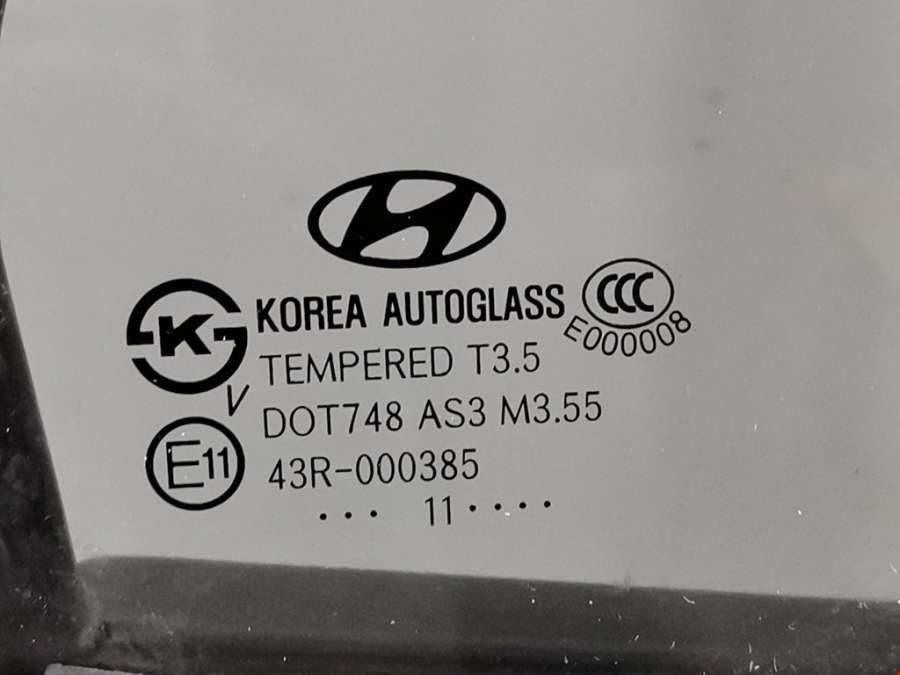 KOREA AUTOGLASS
CCC
E000008
K
TEMPERED T3.5
V
DOT748 AS3 M3.55
E11
43R-000385
••• 11 ••••